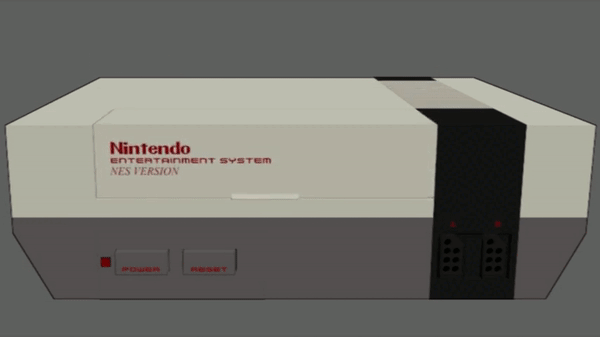 Nintendo
ENTERTAINMENT SYSTEM
NES VERSION
POWER
RESET